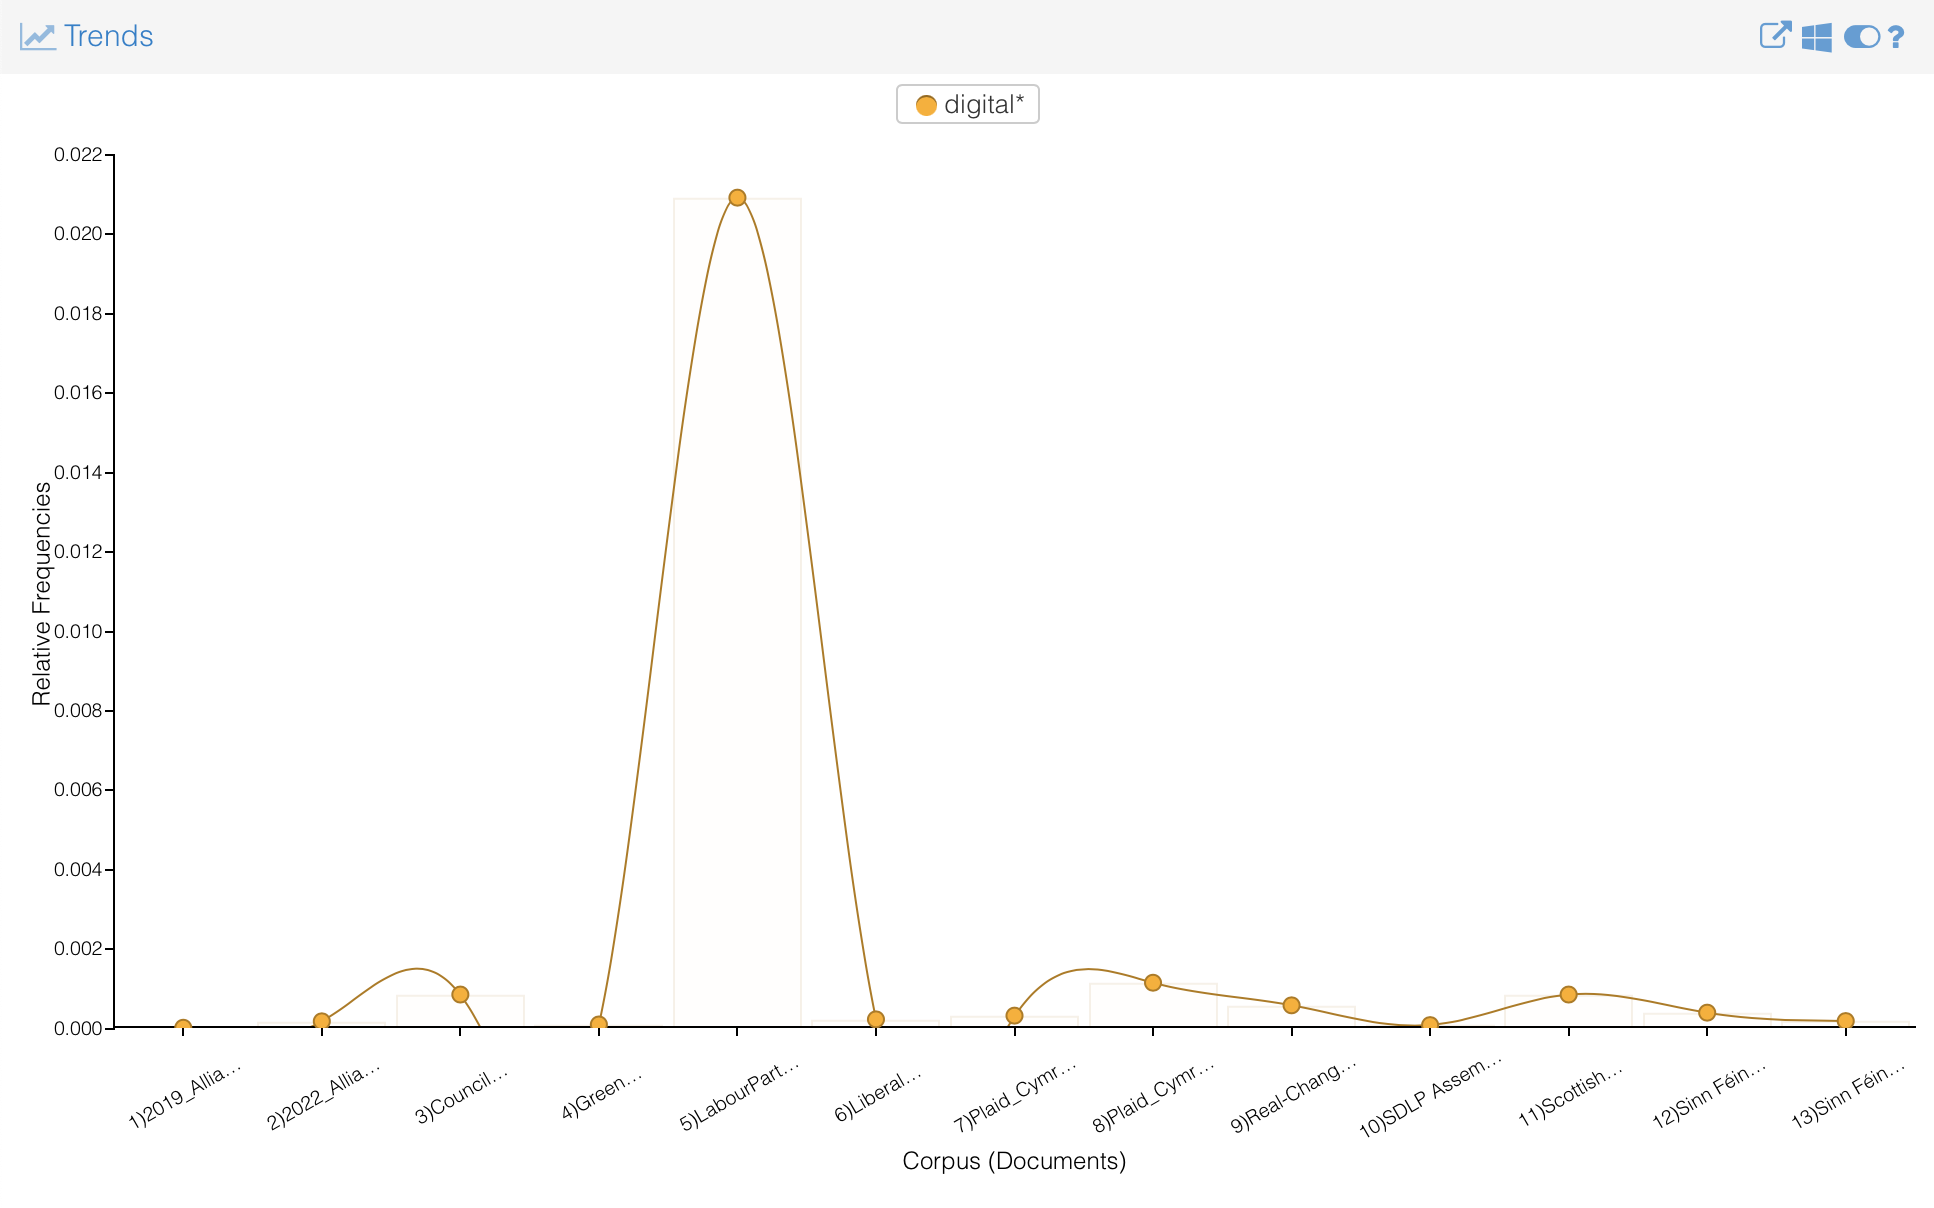 Trends
?
digital*
0.022
0.020
0.018
0.016
0.014
0.012
0.010
0.008
0.006
0.004
0.002
0.000
Relative Frequencies
1)2019_Allia...
2)2022_Allia...
3)Council...
4)Green...
5)LabourPart...
6)Liberal...
7)Plaid_Cymr...
8)Plaid_Cymr...
9)Real-Chang...
10)SDLP Assem...
11)Scottish...
12)Sinn Féin...
13)Sinn Féin...
Corpus (Documents)